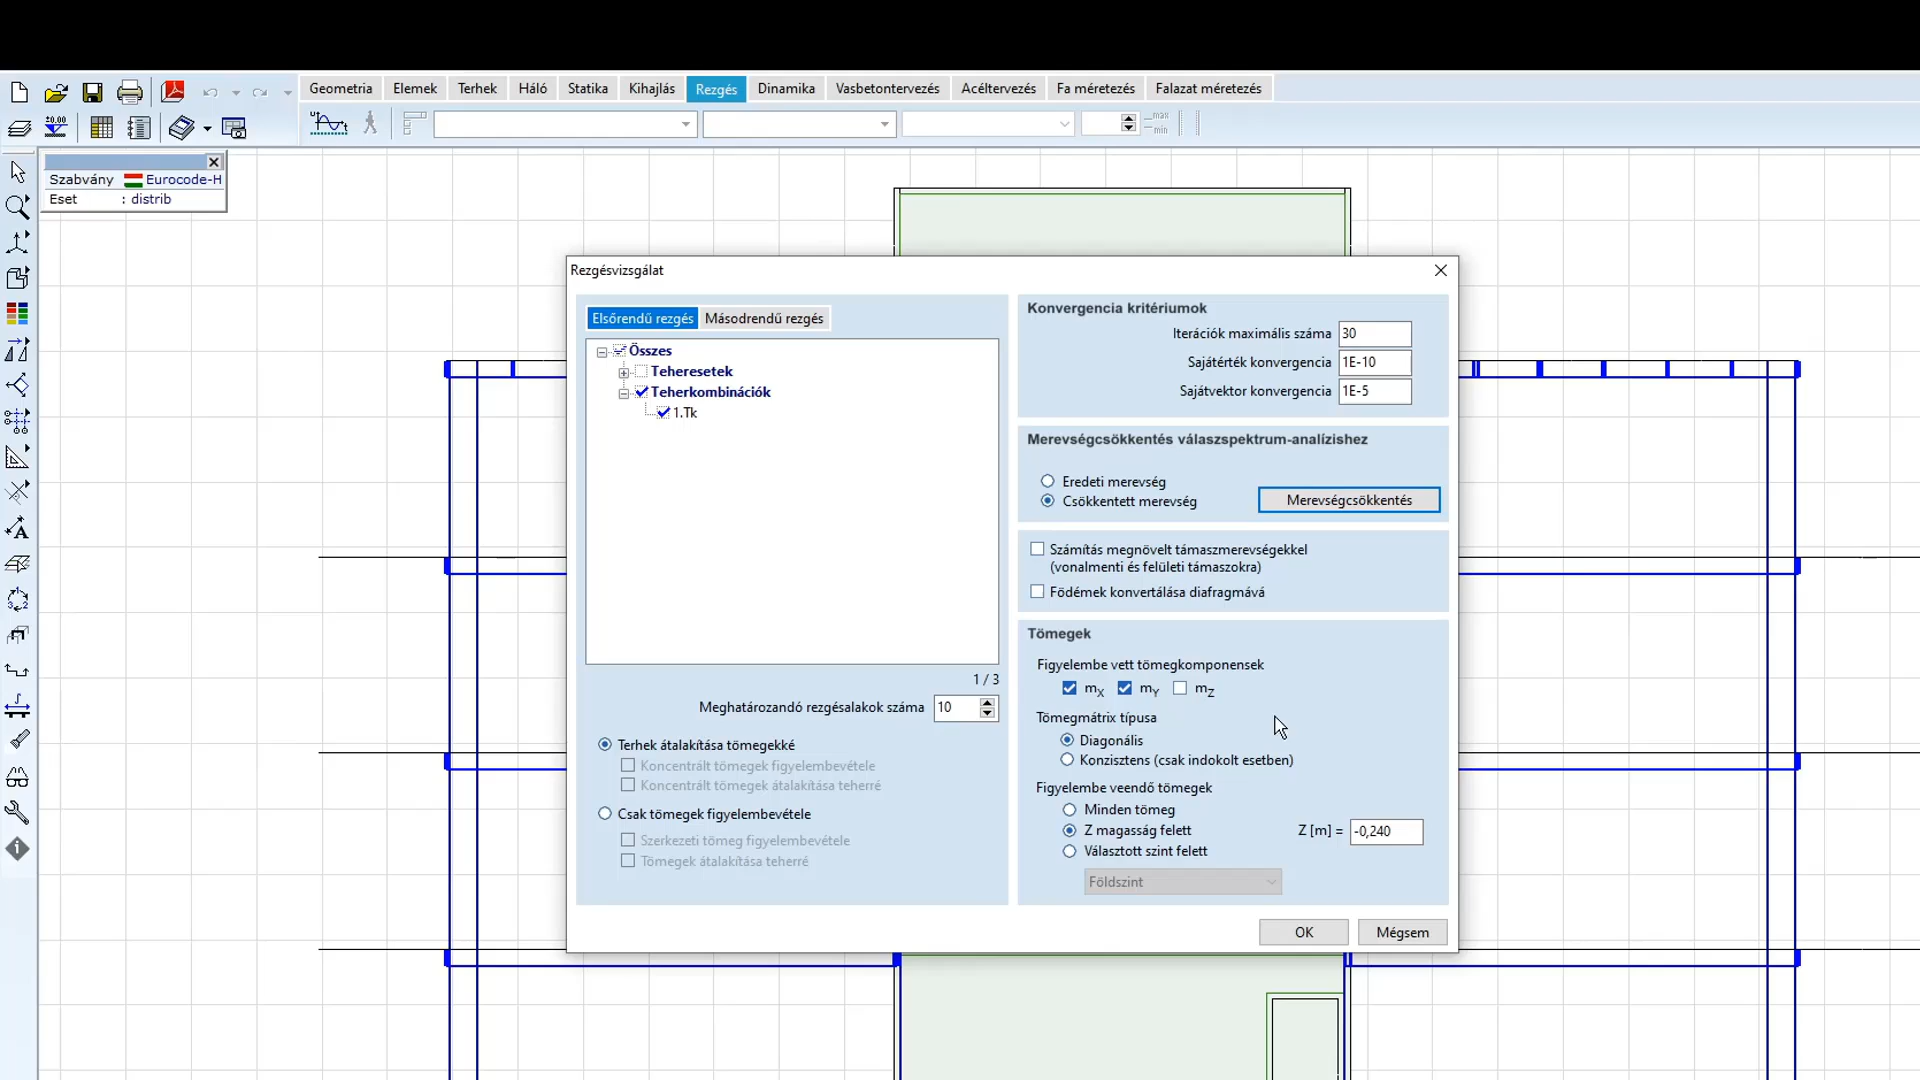 Geometria Elemek Terhek Háló Statika Kihajlás Rezgés Dinamika Vasbetontervezés Acéltervezés Fa méretezés Falazat méretezés
max
min
Szabvány Eurocode-H
Eset : distrib
Rezgésvizsgálat
Elsőrendű rezgés Másodrendű rezgés
Összes
Teheresetek
Teherkombinációk
1.Tk
1 / 3
Meghatározandó rezgésalakok száma 10
Terhek átalakítása tömegekké
Koncentrált tömegek figyelembevétele
Koncentrált tömegek átalakítása teherré
Csak tömegek figyelembevétele
Szerkezeti tömeg figyelembevétele
Tömegek átalakítása teherré
Konvergencia kritériumok
Iterációk maximális száma 30
Sajátérték konvergencia 1E-10
Sajátvektor konvergencia 1E-5
Merevségcsökkentés válaszspektrum-analízishez
Eredeti merevség
Csökkentett merevség Merevségcsökkentés
Számítás megnövelt támaszmerevségekkel
(vonalmenti és felületi támaszokra)
Födémek konvertálása diafragmává
Tömegek
Figyelembe vett tömegkomponensek
mX mY mZ
Tömegmátrix típusa
Diagonális
Konzisztens (csak indokolt esetben)
Figyelembe veendő tömegek
Minden tömeg
Z magasság felett Z [m] = -0,240
Választott szint felett
Földszint
OK Mégsem